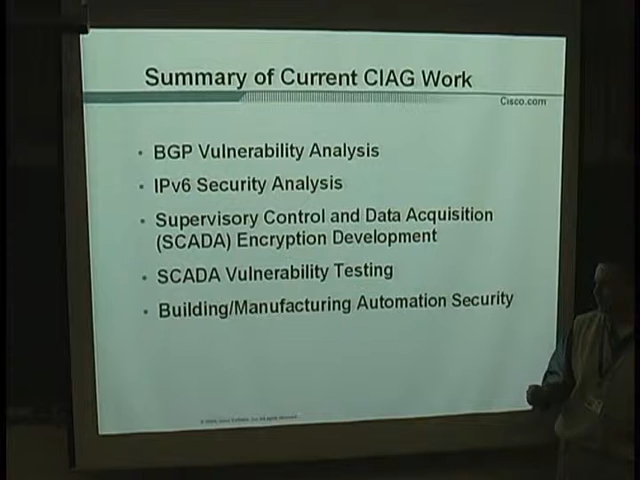 Summary of Current CIAG Work
Cisco.com
• BGP Vulnerability Analysis
• IPv6 Security Analysis
• Supervisory Control and Data Acquisition
(SCADA) Encryption Development
• SCADA Vulnerability Testing
• Building/Manufacturing Automation Security